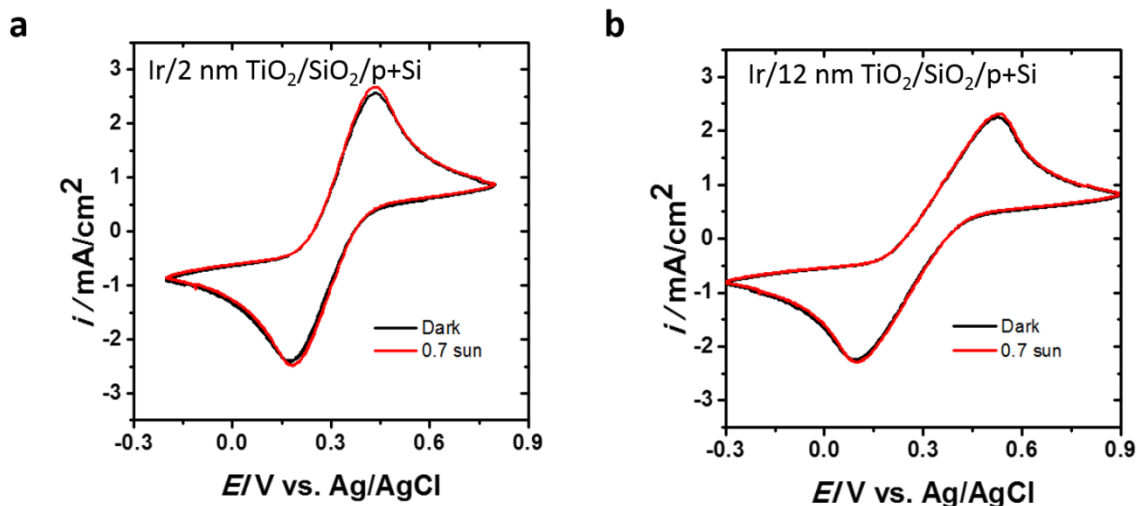 a
Ir/2 nm TiO₂/SiO₂/p+Si
3
2
1
0
-1
-2
-3
i/mA/cm²
Dark
0.7 sun
-0.3
0.0
0.3
0.6
0.9
E/V vs. Ag/AgCl
b
Ir/12 nm TiO₂/SiO₂/p+Si
3
2
1
0
-1
-2
-3
i/mA/cm²
Dark
0.7 sun
-0.3
0.0
0.3
0.6
0.9
E/V vs. Ag/AgCl